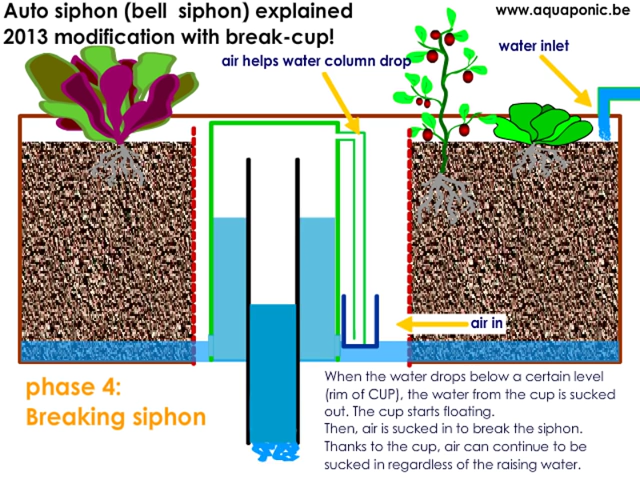 Auto siphon (bell siphon) explained
www.aquaponic.be
2013 modification with break-cup!
water inlet
air helps water column drop
air in
phase 4:
Breaking siphon
When the water drops below a certain level
(rim of CUP), the water from the cup is sucked
out. The cup starts floating.
Then, air is sucked in to break the siphon.
Thanks to the cup, air can continue to be
sucked in regardless of the raising water.